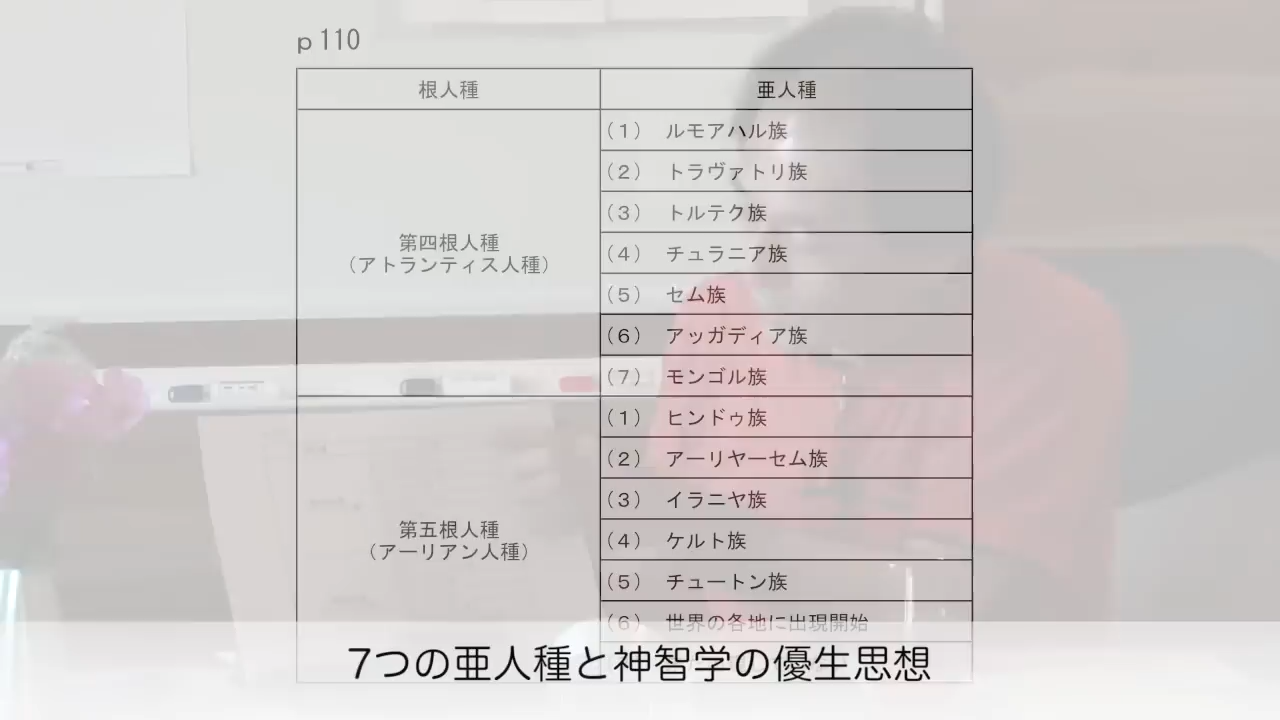 p 110
根人種 亜人種
第四根人種
（アトランティス人種）
（１） ルモアハル族
（２） トラヴァトリ族
（３） トルテク族
（４） チュラニア族
（５） セム族
（６） アッガディア族
（７） モンゴル族
第五根人種
（アーリアン人種）
（１） ヒンドゥ族
（２） アーリヤーセム族
（３） イラニヤ族
（４） ケルト族
（５） チュートン族
（６） 世界の各地に出現開始
7つの亜人種と神智学の優生思想